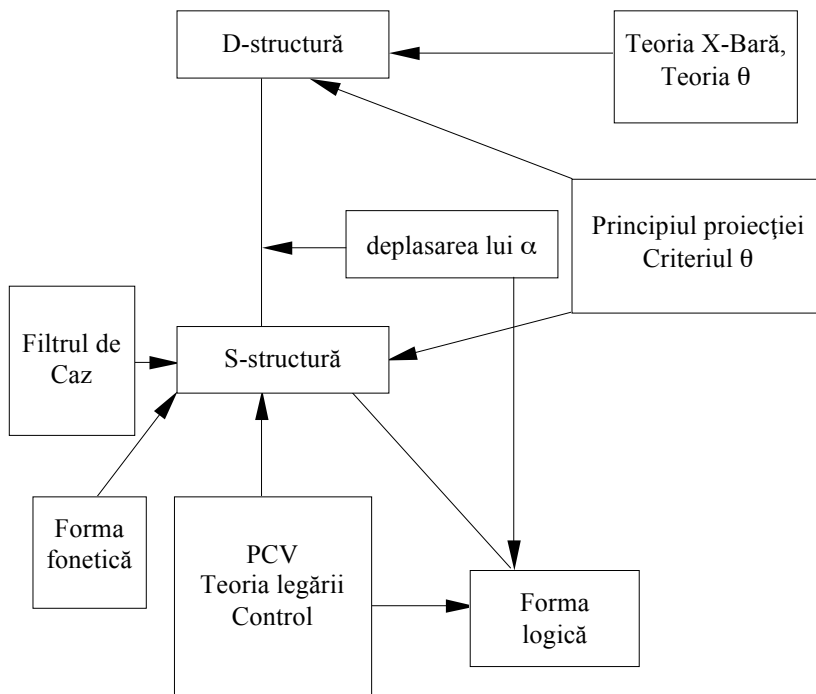 D-structură
Teoria X-Bară,
Teoria θ
Principiul proiecţiei
Criteriul θ
deplasarea lui α
Filtrul de
Caz
S-structură
Forma
fonetică
PCV
Teoria legării
Control
Forma
logică